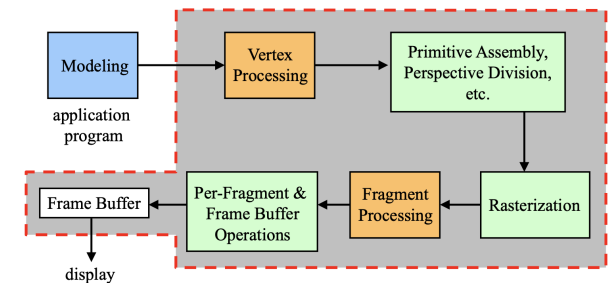 Modeling
application
program
Vertex
Processing
Primitive Assembly,
Perspective Division,
etc.
Rasterization
Fragment
Processing
Per-Fragment &
Frame Buffer
Operations
Frame Buffer
display